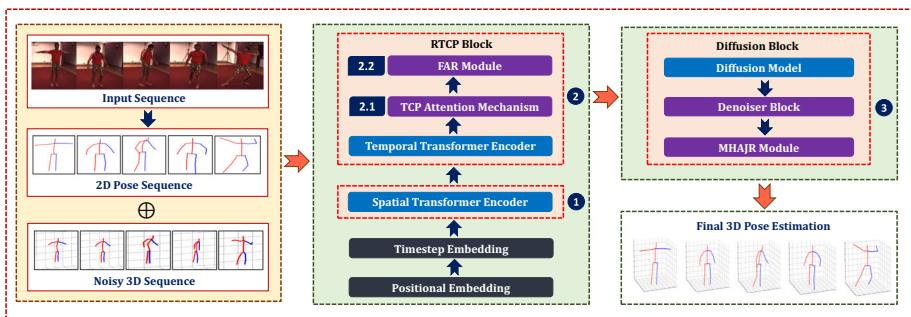 Input Sequence
2D Pose Sequence
Noisy 3D Sequence
RTCP Block
2.2 FAR Module
2.1 TCP Attention Mechanism
2
Temporal Transformer Encoder
Spatial Transformer Encoder
1
Timestep Embedding
Positional Embedding
Diffusion Block
Diffusion Model
Denoiser Block
3
MHAJR Module
Final 3D Pose Estimation